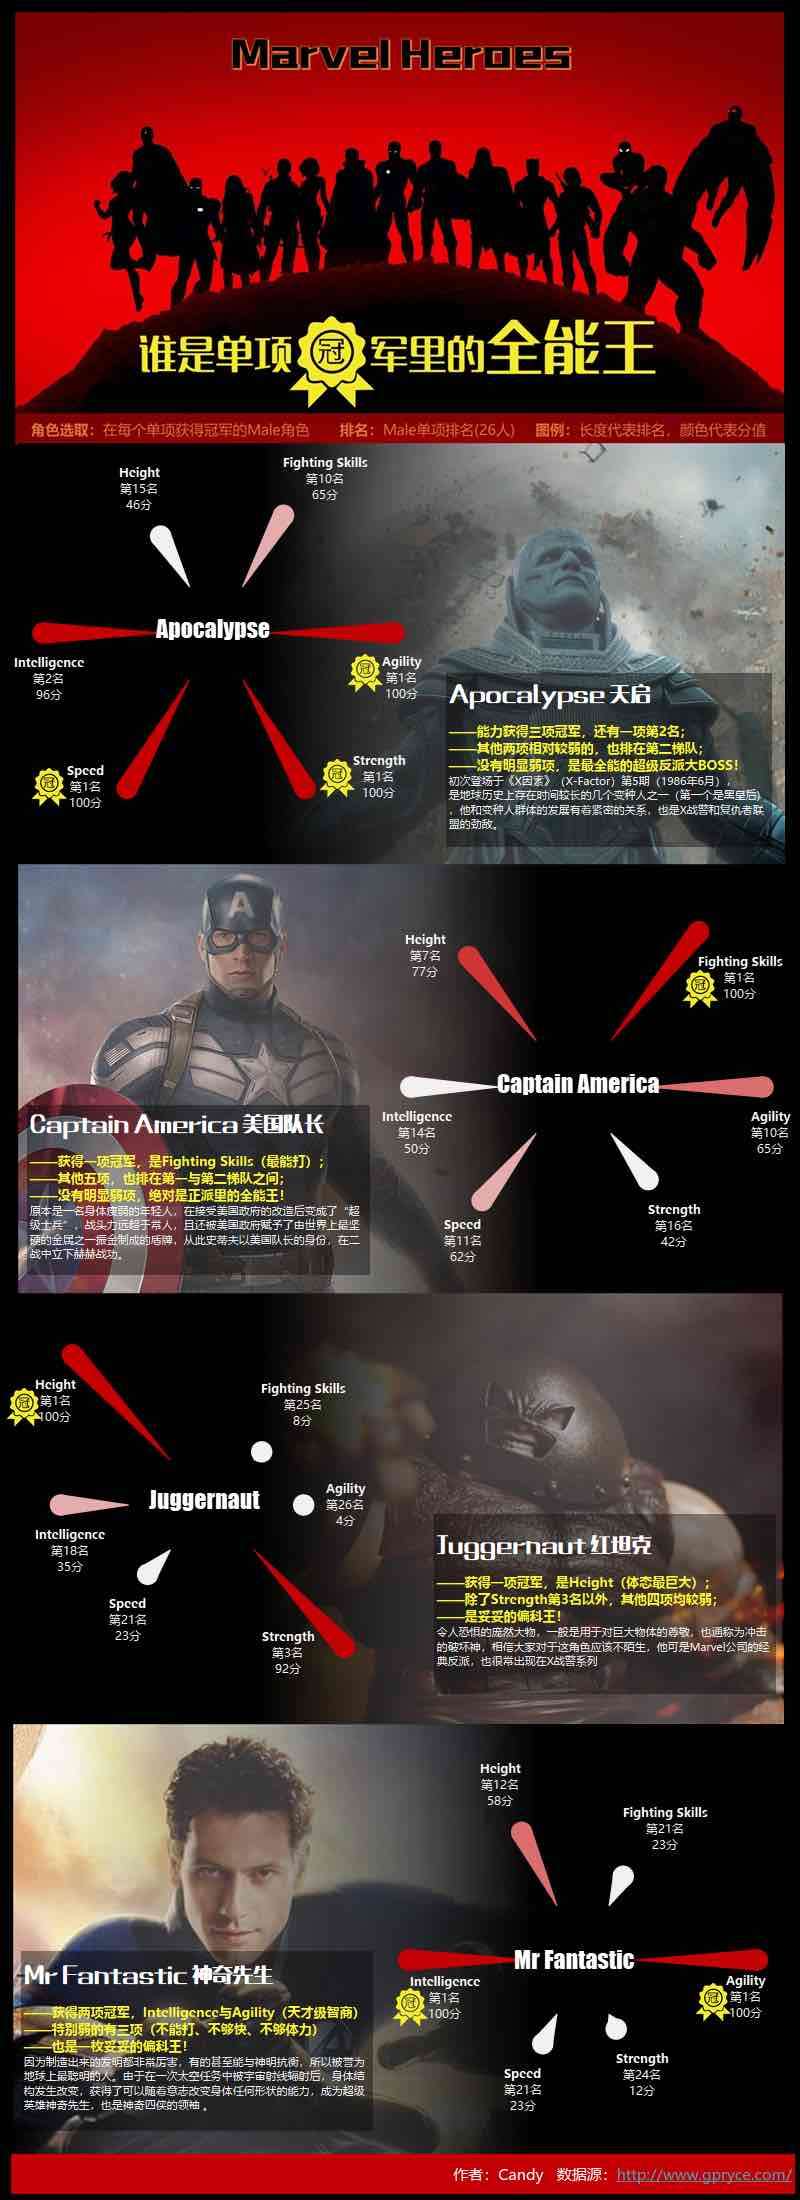 Marvel Heroes
谁是单项冠军里的全能王
角色选取：在每个单项获得冠军的Male角色 排名：Male单项排名(26人) 图例：长度代表排名，颜色代表分值
Height
第15名
46分
Fighting Skills
第10名
65分
Apocalypse
Intelligence
第2名
96分
冠
Agility
第1名
100分
冠
Speed
第1名
100分
冠
Strength
第1名
100分
Apocalypse 天启
——能力获得三项冠军，还有一项第2名；
——其他两项相对较弱的，也排在第二梯队；
——没有明显弱项，是最全能的超级反派大BOSS！
初次登场于《X因素》（X-Factor）第5期（1986年6月），
是地球历史上存在时间较长的几个变种人之一（第一个是黑皇后）
，他和变种人群体的发展有着紧密的关系，也是X战警和复仇者联
盟的劲敌。
A
Height
第7名
77分
Fighting Skills
冠
第1名
100分
Captain America
Intelligence
第14名
50分
Agility
第10名
65分
Speed
第11名
62分
Strength
第16名
42分
Captain America 美国队长
——获得一项冠军，是Fighting Skills（最能打）；
——其他五项，也排在第一与第二梯队之间；
——没有明显弱项，绝对是正派里的全能王！
原本是一名身体瘦弱的年轻人，在接受美国政府的改造后变成了“超
级士兵”，战头力远超于常人，且还被美国政府赋予了由世界上最坚
硬的金属之一振金制成的盾牌，从此史蒂夫以美国队长的身份，在二
战中立下赫赫战功。
冠
Height
第1名
100分
Fighting Skills
第25名
8分
Juggernaut
Agility
第26名
4分
Intelligence
第18名
35分
Speed
第21名
23分
Strength
第3名
92分
Juggernaut 红坦克
——获得一项冠军，是Height（体态最巨大）；
——除了Strength第3名以外，其他四项均较弱；
——是妥妥的偏科王！
令人恐惧的庞然大物，一般是用于对巨大物体的尊敬，也通称为冲击
的破坏神，相信大家对于这角色应该不陌生，他可是Marvel公司的经
典反派，也很常出现在X战警系列
Height
第12名
58分
Fighting Skills
第21名
23分
Mr Fantastic
Intelligence
冠
第1名
100分
Agility
冠
第1名
100分
Speed
第21名
23分
Strength
第24名
12分
Mr Fantastic 神奇先生
——获得两项冠军，Intelligence与Agility（天才级智商）
——特别弱的有三项（不能打、不够快、不够体力）
——也是一枚妥妥的偏科王！
因为制造出来的发明都非常厉害，有的甚至能与神明抗衡，所以被誉为
地球上最聪明的人。由于在一次太空任务中被宇宙射线辐射后，身体结
构发生改变，获得了可以随着意志改变身体任何形状的能力，成为超级
英雄神奇先生，也是神奇四侠的领袖 。
作者：Candy 数据源：http://www.gpryce.com/